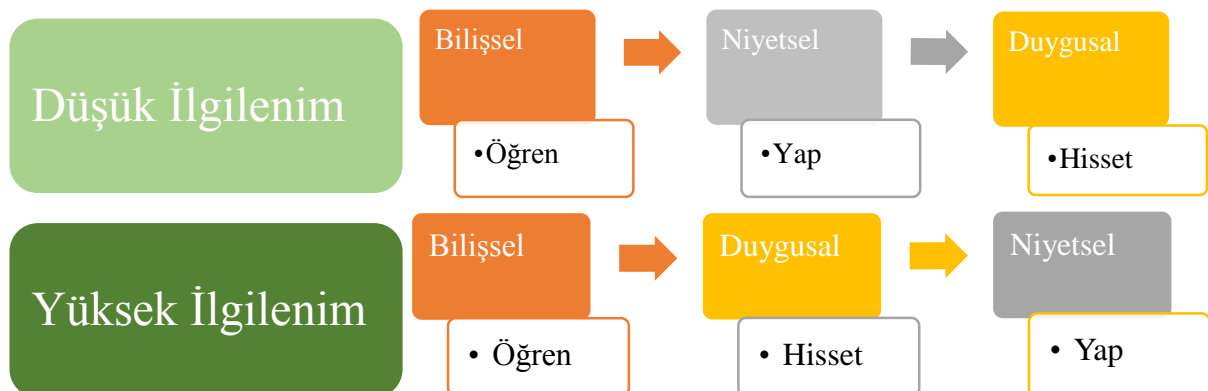 Düşük İlgilenim
Bilişsel
•Öğren
Niyetsel
•Yap
Duygusal
•Hisset
Yüksek İlgilenim
Bilişsel
• Öğren
Duygusal
• Hisset
Niyetsel
• Yap